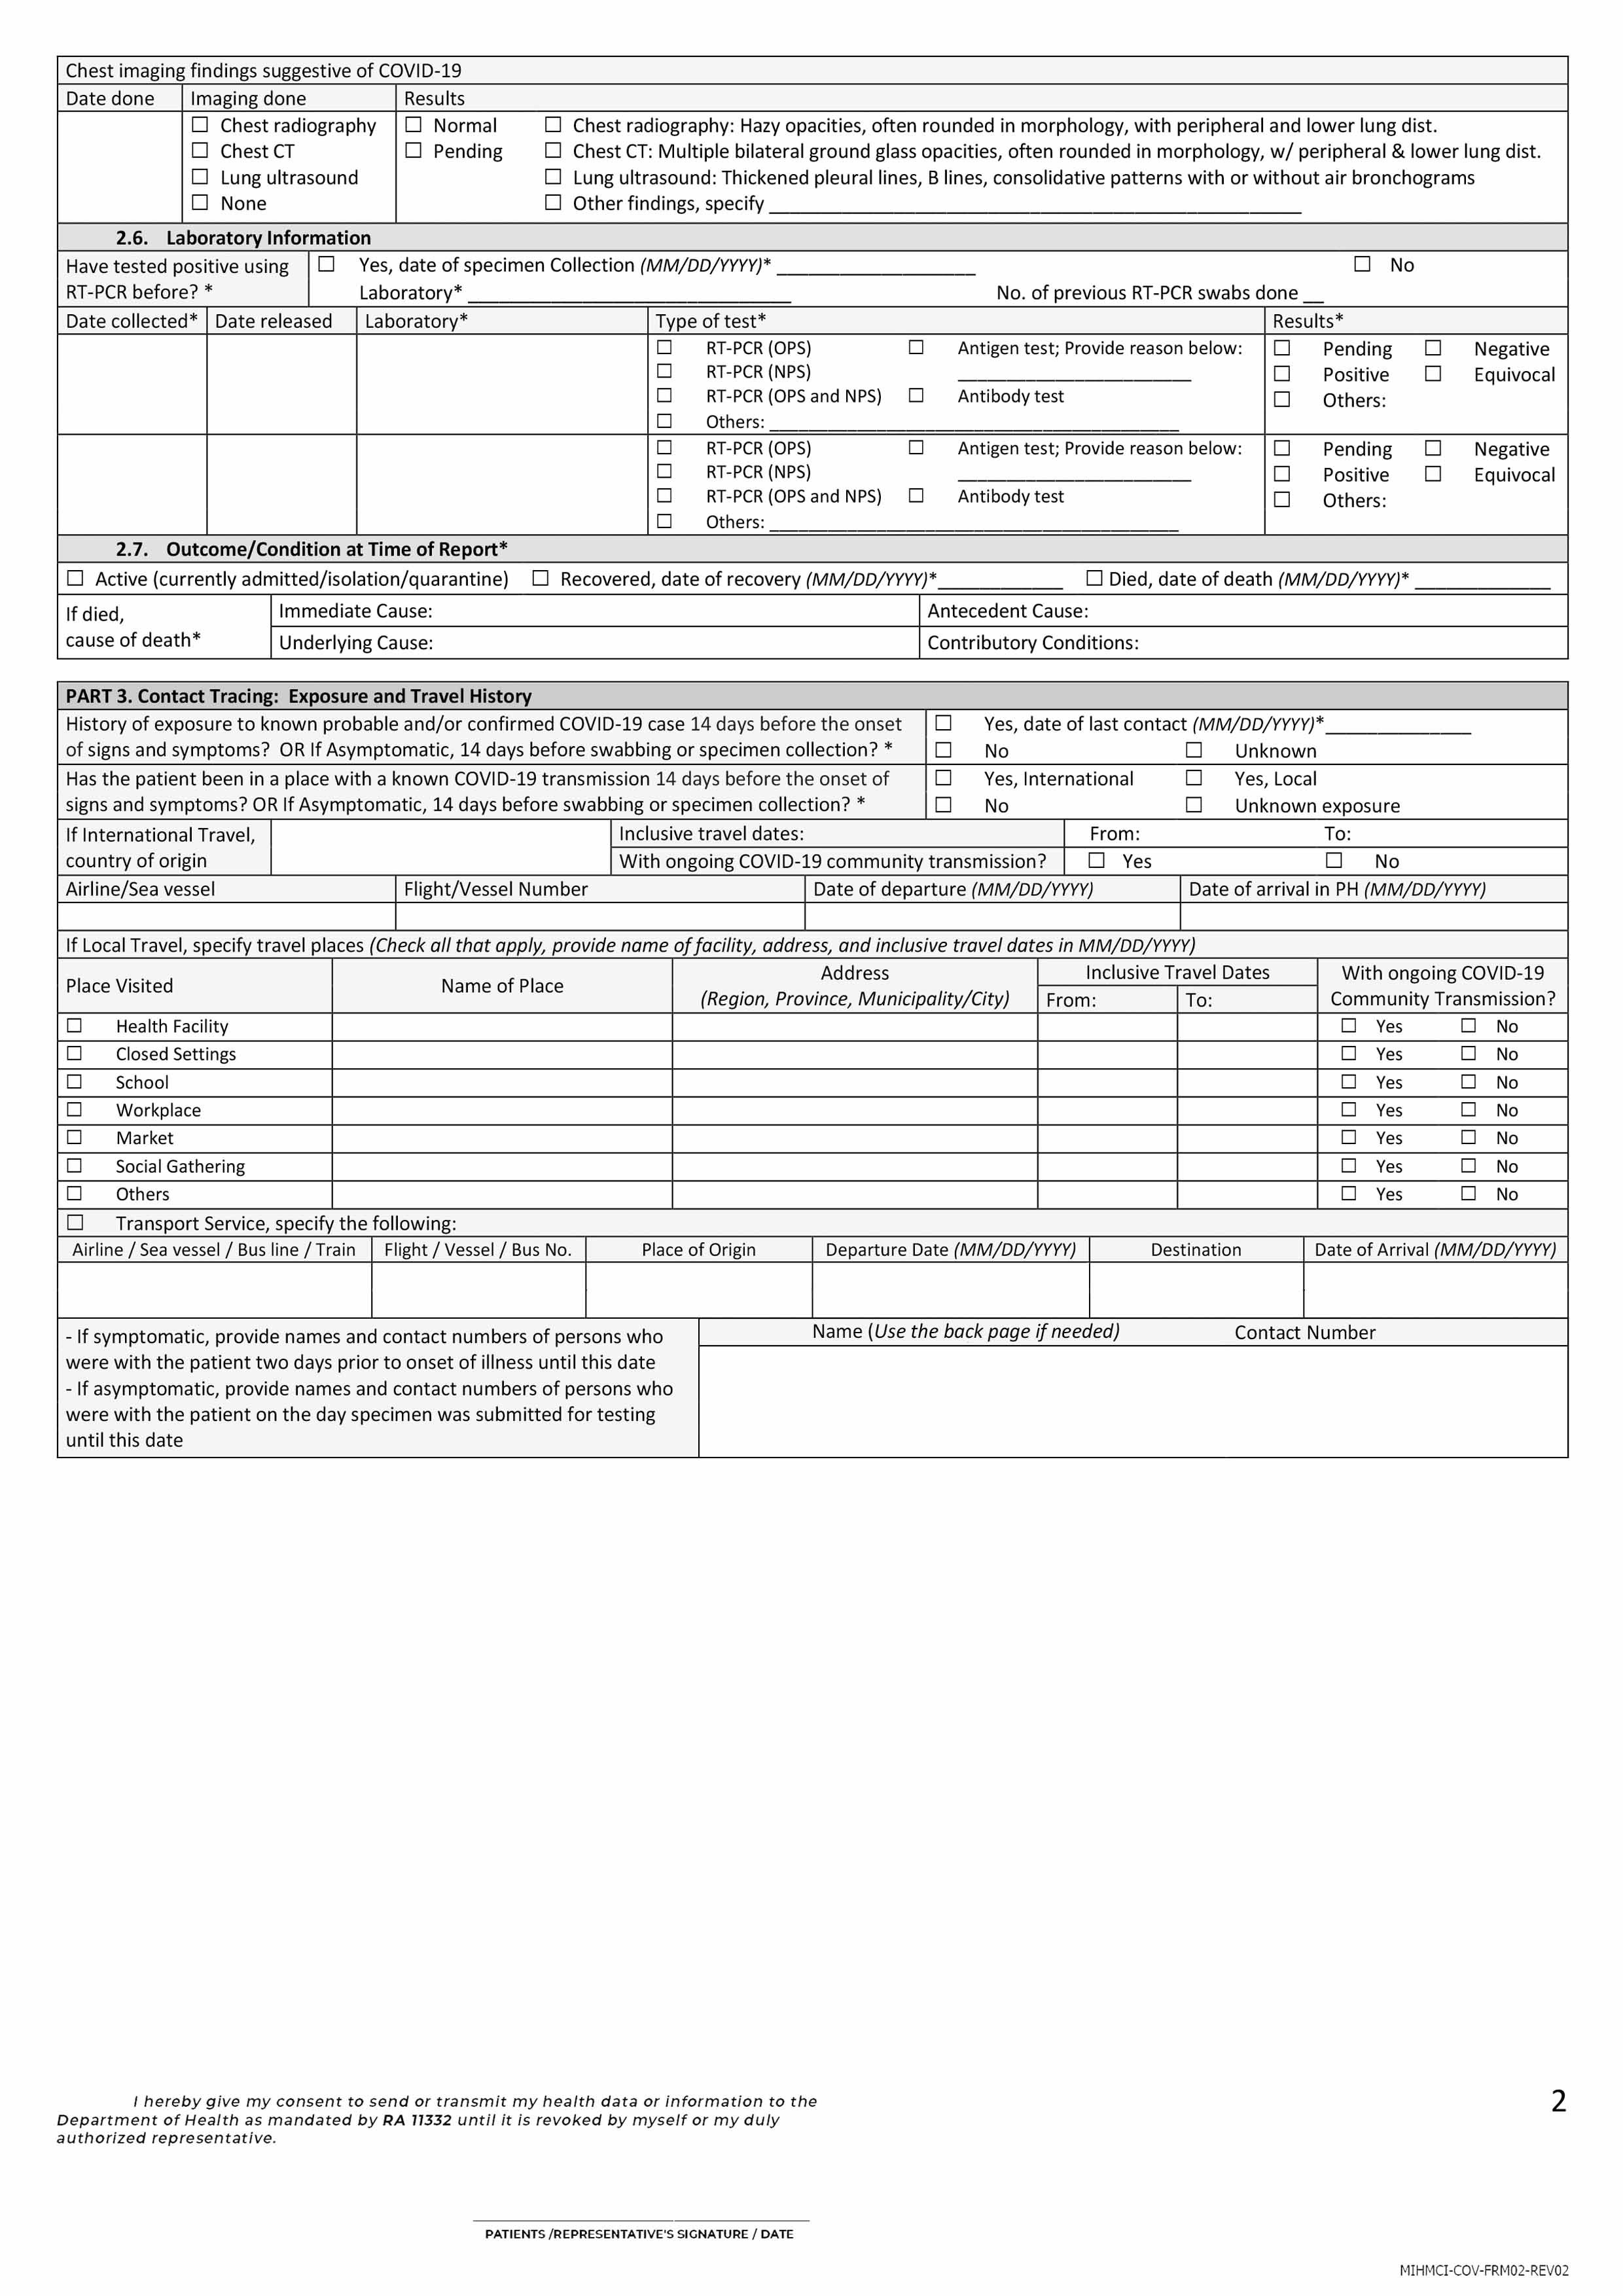 Chest imaging findings suggestive of COVID-19
Date done Imaging done Results
☐ Chest radiography ☐ Normal ☐ Chest radiography: Hazy opacities, often rounded in morphology, with peripheral and lower lung dist.
☐ Chest CT ☐ Pending ☐ Chest CT: Multiple bilateral ground glass opacities, often rounded in morphology, w/ peripheral & lower lung dist.
☐ Lung ultrasound ☐ Lung ultrasound: Thickened pleural lines, B lines, consolidative patterns with or without air bronchograms
☐ None ☐ Other findings, specify ____________________
2.6. Laboratory Information
Have tested positive using ☐ Yes, date of specimen Collection (MM/DD/YYYY)* ____________________ ☐ No
RT-PCR before? * Laboratory* ____________________ No. of previous RT-PCR swabs done __
Date collected* Date released Laboratory* Type of test* Results*
☐ RT-PCR (OPS) ☐ Antigen test; Provide reason below: ☐ Pending ☐ Negative
☐ RT-PCR (NPS) ____________________ ☐ Positive ☐ Equivocal
☐ RT-PCR (OPS and NPS) ☐ Antibody test ☐ Others:
☐ Others: ____________________
☐ RT-PCR (OPS) ☐ Antigen test; Provide reason below: ☐ Pending ☐ Negative
☐ RT-PCR (NPS) ____________________ ☐ Positive ☐ Equivocal
☐ RT-PCR (OPS and NPS) ☐ Antibody test ☐ Others:
☐ Others: ____________________
2.7. Outcome/Condition at Time of Report*
☐ Active (currently admitted/isolation/quarantine) ☐ Recovered, date of recovery (MM/DD/YYYY)*____________ ☐ Died, date of death (MM/DD/YYYY)* ____________
If died, cause of death* Immediate Cause: Antecedent Cause:
Underlying Cause: Contributory Conditions:
PART 3. Contact Tracing: Exposure and Travel History
History of exposure to known probable and/or confirmed COVID-19 case 14 days before the onset ☐ Yes, date of last contact (MM/DD/YYYY)*______________
of signs and symptoms? OR If Asymptomatic, 14 days before swabbing or specimen collection? * ☐ No ☐ Unknown
Has the patient been in a place with a known COVID-19 transmission 14 days before the onset of ☐ Yes, International ☐ Yes, Local
signs and symptoms? OR If Asymptomatic, 14 days before swabbing or specimen collection? * ☐ No ☐ Unknown exposure
If International Travel, Inclusive travel dates: From: To:
country of origin With ongoing COVID-19 community transmission? ☐ Yes ☐ No
Airline/Sea vessel Flight/Vessel Number Date of departure (MM/DD/YYYY) Date of arrival in PH (MM/DD/YYYY)
If Local Travel, specify travel places (Check all that apply, provide name of facility, address, and inclusive travel dates in MM/DD/YYYY)
Place Visited Name of Place Address Inclusive Travel Dates With ongoing COVID-19
(Region, Province, Municipality/City) From: To: Community Transmission?
☐ Health Facility ☐ Yes ☐ No
☐ Closed Settings ☐ Yes ☐ No
☐ School ☐ Yes ☐ No
☐ Workplace ☐ Yes ☐ No
☐ Market ☐ Yes ☐ No
☐ Social Gathering ☐ Yes ☐ No
☐ Others ☐ Yes ☐ No
☐ Transport Service, specify the following:
Airline / Sea vessel / Bus line / Train Flight / Vessel / Bus No. Place of Origin Departure Date (MM/DD/YYYY) Destination Date of Arrival (MM/DD/YYYY)
Name (Use the back page if needed) Contact Number
- If symptomatic, provide names and contact numbers of persons who
were with the patient two days prior to onset of illness until this date
- If asymptomatic, provide names and contact numbers of persons who
were with the patient on the day specimen was submitted for testing
until this date
I hereby give my consent to send or transmit my health data or information to the
Department of Health as mandated by RA 11332 until it is revoked by myself or my duly
authorized representative.
2
PATIENTS /REPRESENTATIVE'S SIGNATURE / DATE
MIHMCI-COV-FRM02-REV02